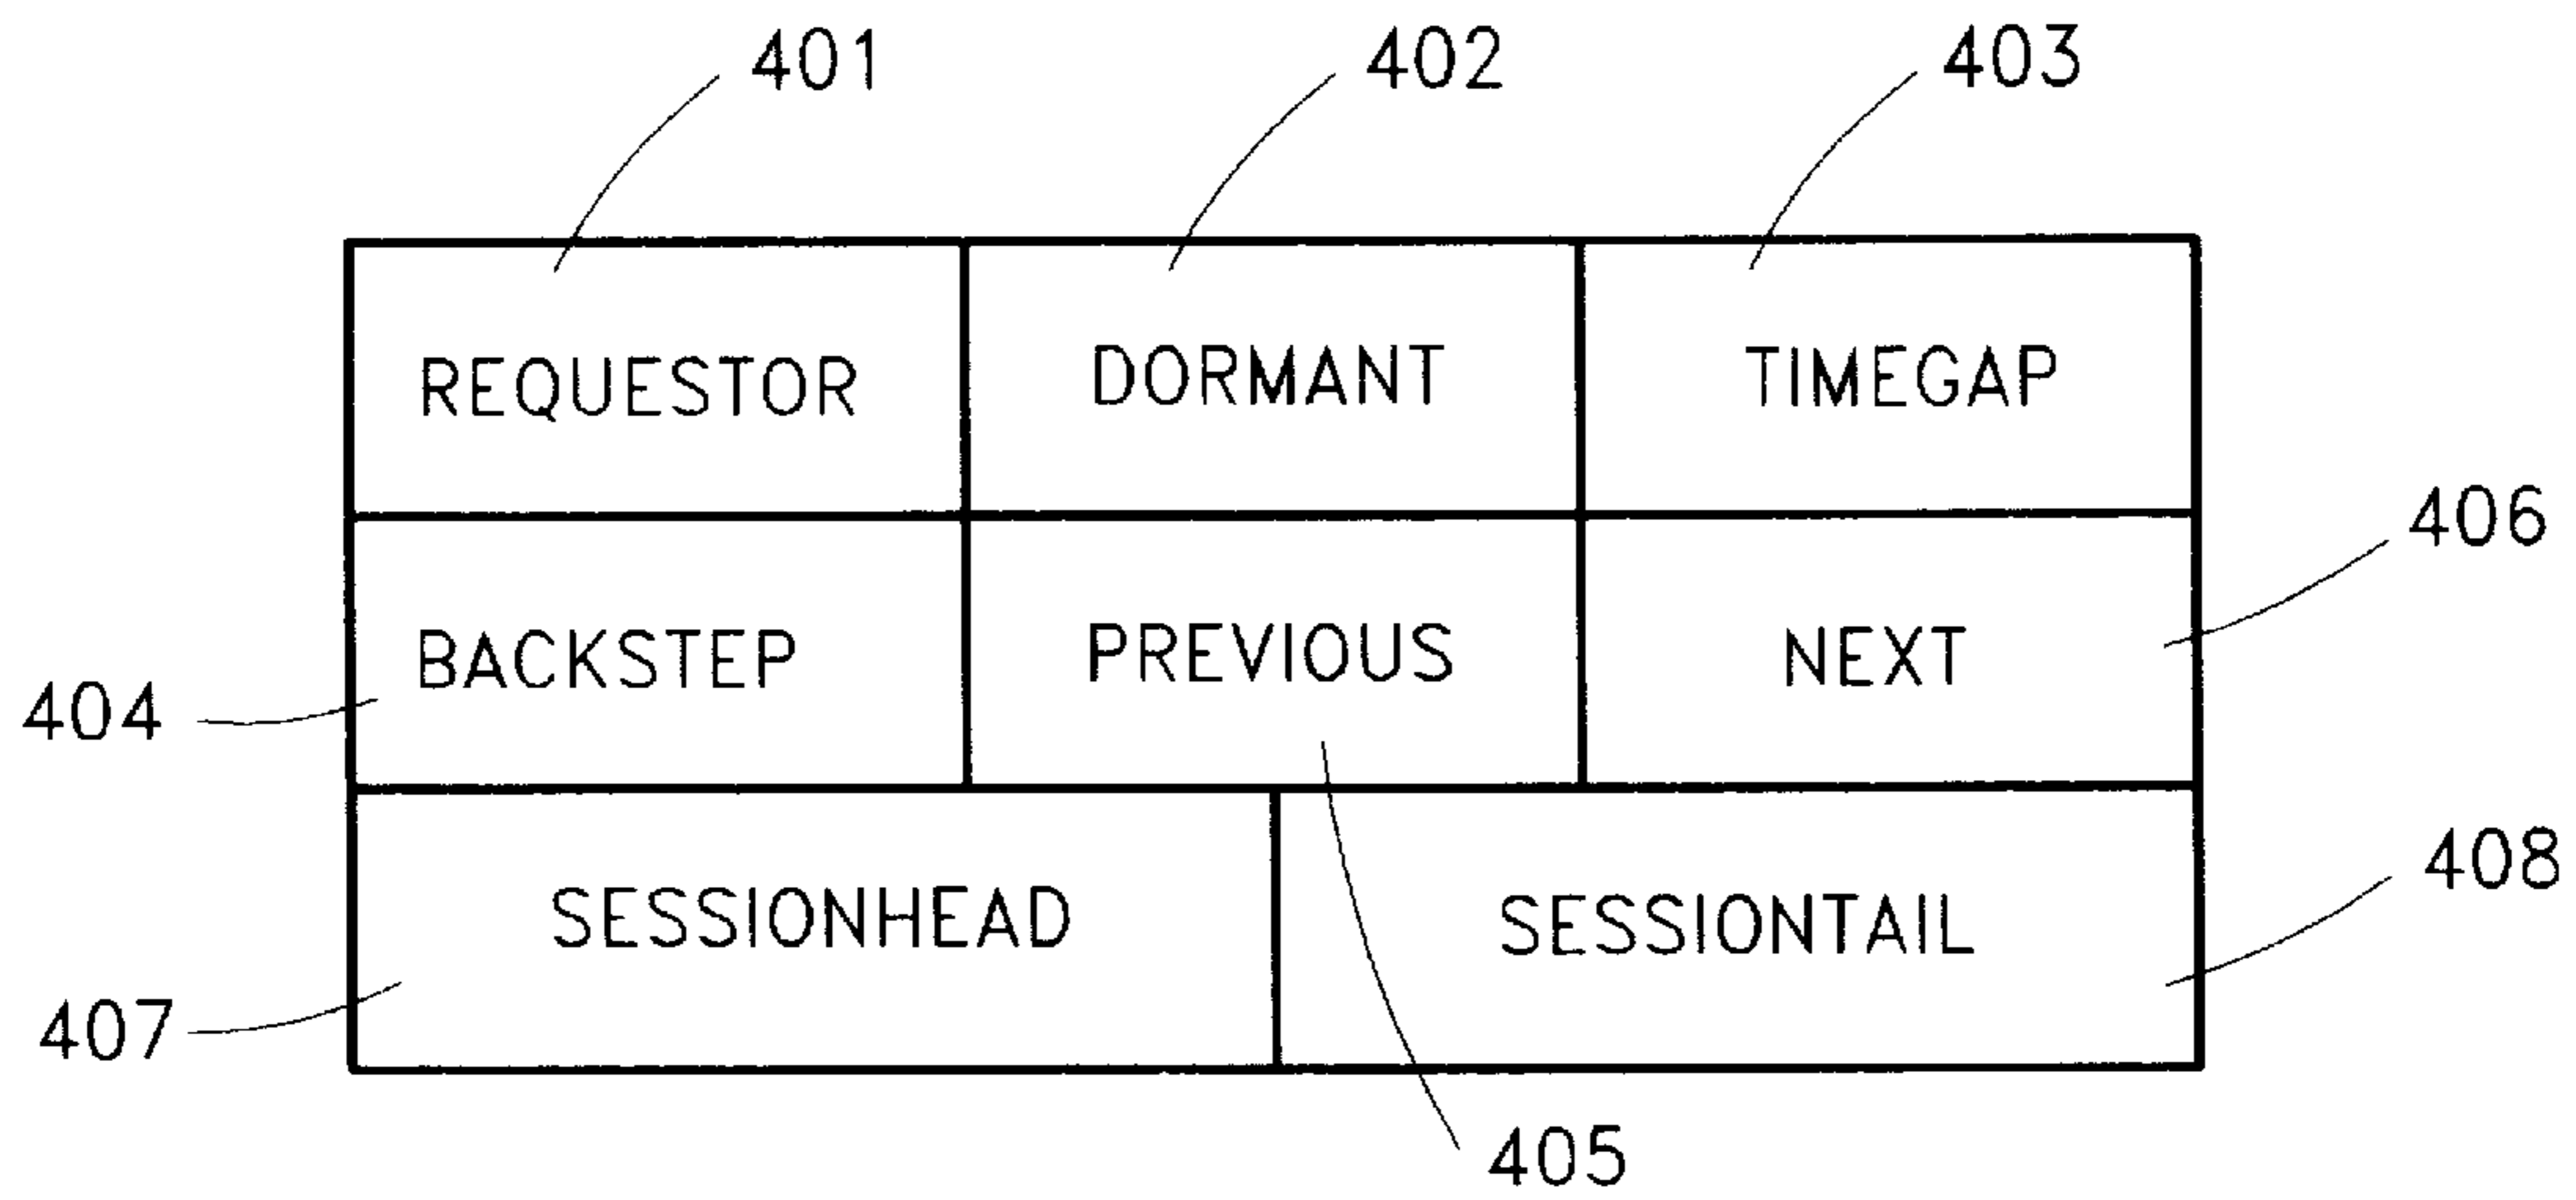 401 402 403
REQUESTOR DORMANT TIMEGAP
406
BACKSTEP PREVIOUS NEXT
404
SESSIONHEAD SESSIONTAIL
408
407
405